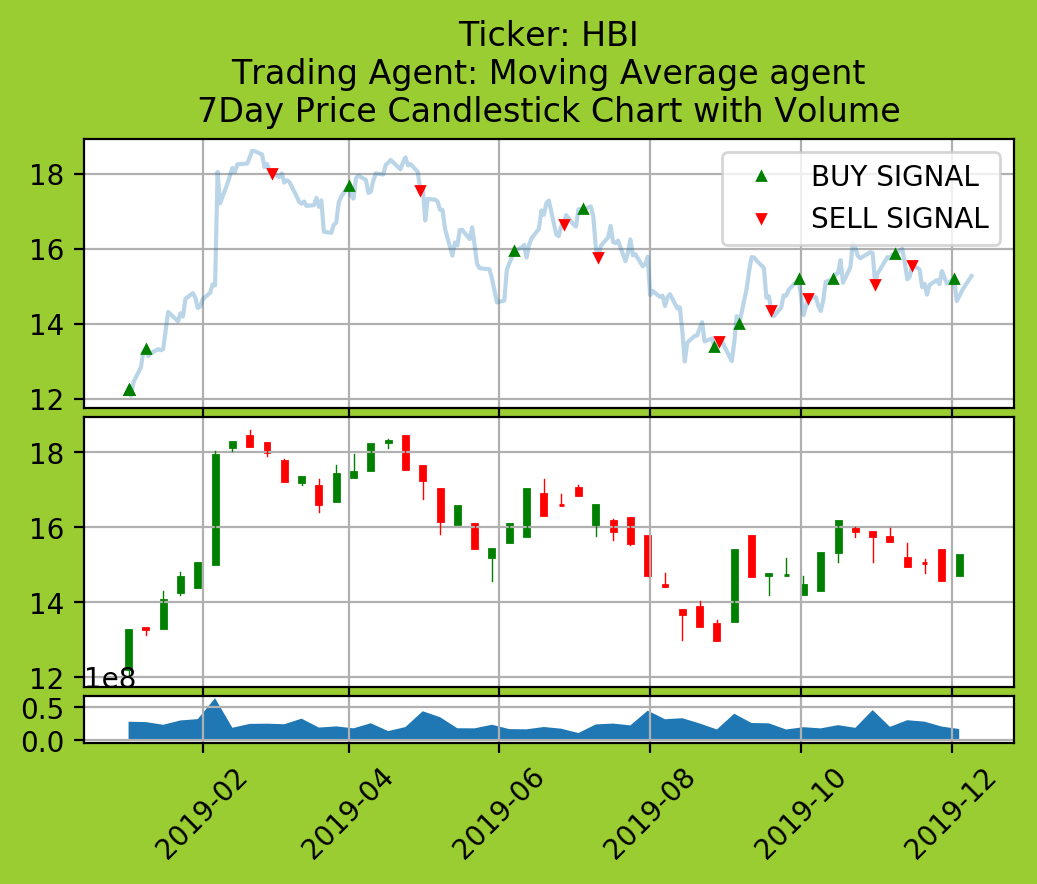 Ticker: HBI
Trading Agent: Moving Average agent
7Day Price Candlestick Chart with Volume
18
16
14
12
BUY SIGNAL
SELL SIGNAL
18
16
14
12
1e8
0.5
0.0
2019-02
2019-04
2019-06
2019-08
2019-10
2019-12